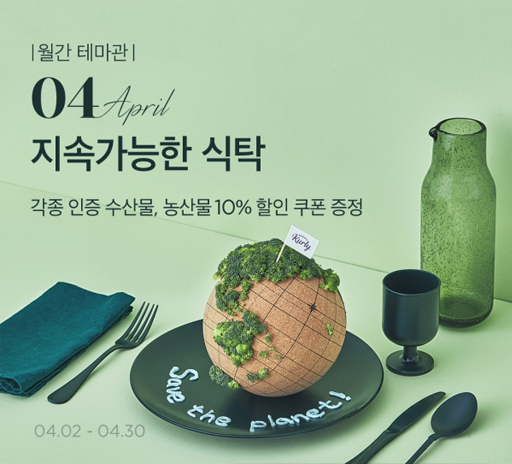 |월간 테마관|
04 April
지속가능한 식탁
각종 인증 수산물, 농산물 10% 할인 쿠폰 증정
Kurly
Save the planet!
04.02 - 04.30